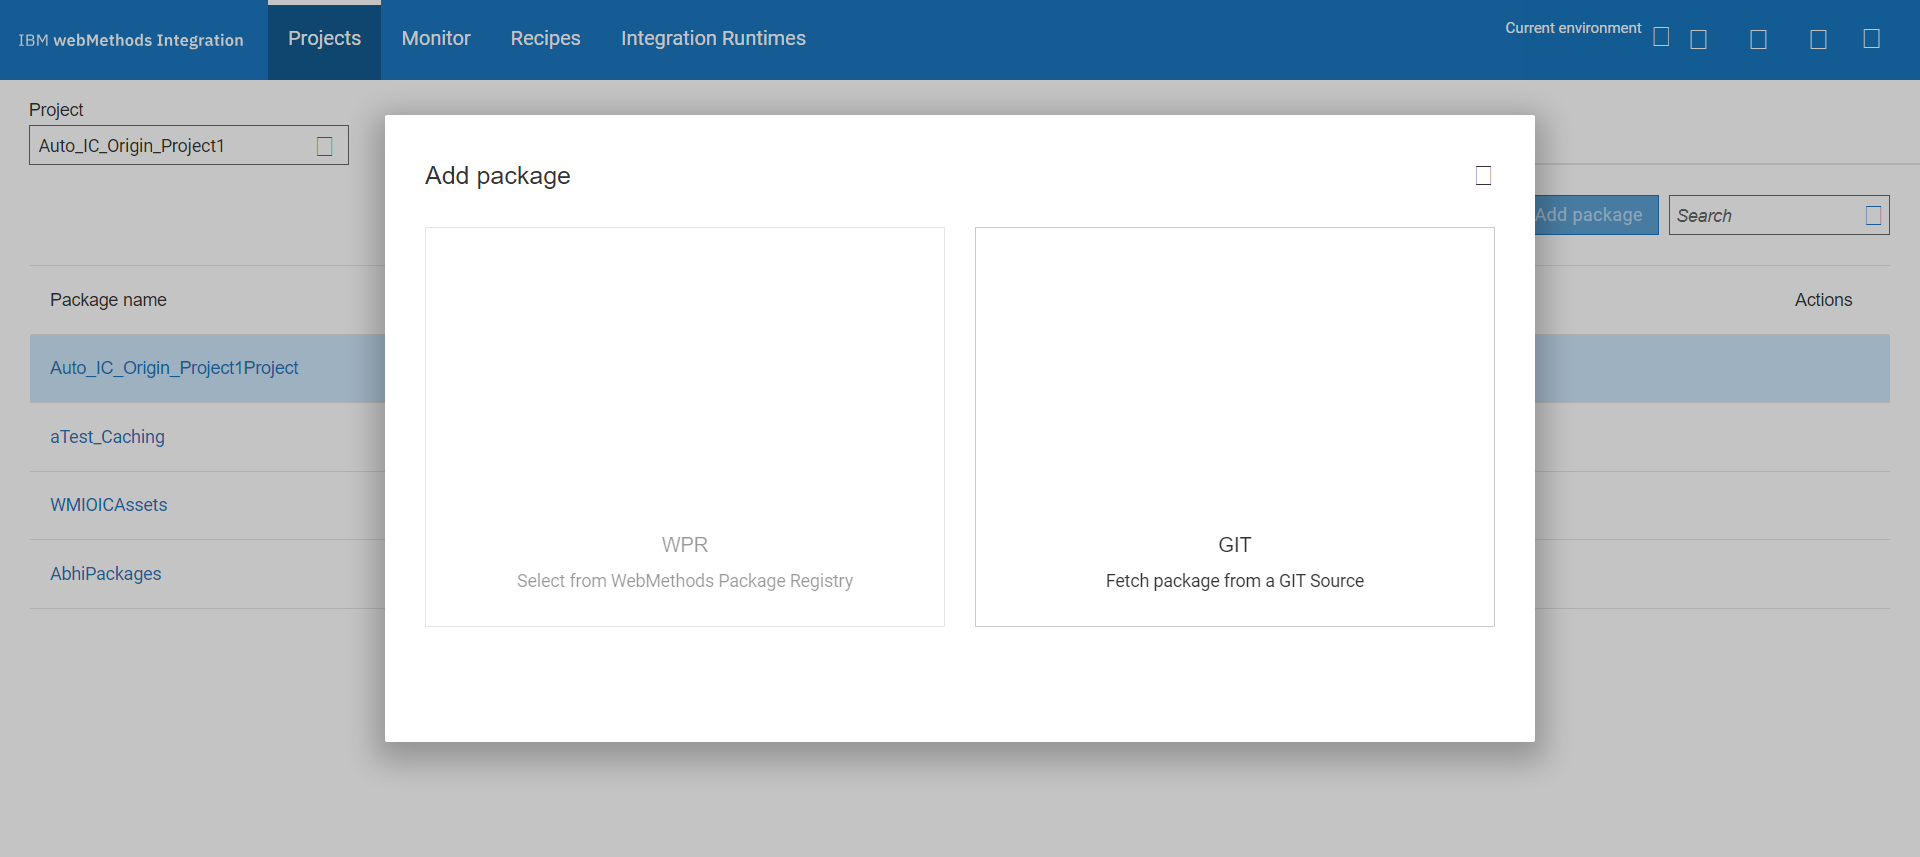 IBM webMethods Integration
Projects
Monitor
Recipes
Integration Runtimes
Current environment
Project
Auto_IC_Origin_Project1
Add package
Add package
Search
Package name
Actions
Auto_IC_Origin_Project1Project
aTest_Caching
WMIOICAssets
AbhiPackages
WPR
Select from WebMethods Package Registry
GIT
Fetch package from a GIT Source